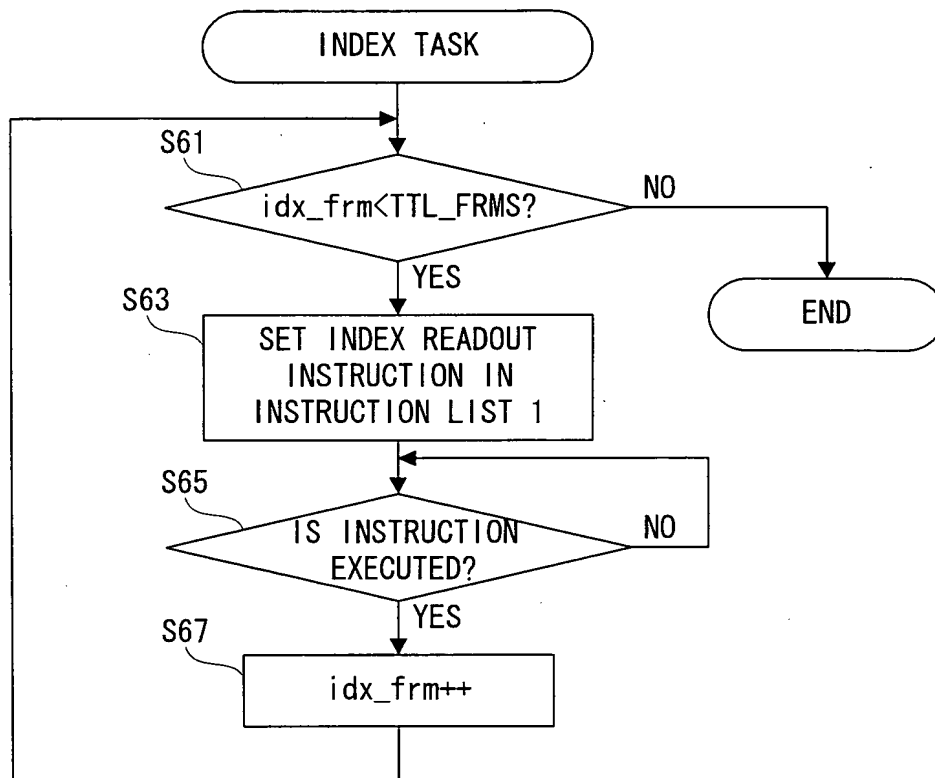 INDEX TASK
S61
idx_frm<TTL_FRMS?
NO
YES
END
S63
SET INDEX READOUT
INSTRUCTION IN
INSTRUCTION LIST 1
S65
IS INSTRUCTION
EXECUTED?
NO
YES
S67
idx_frm++